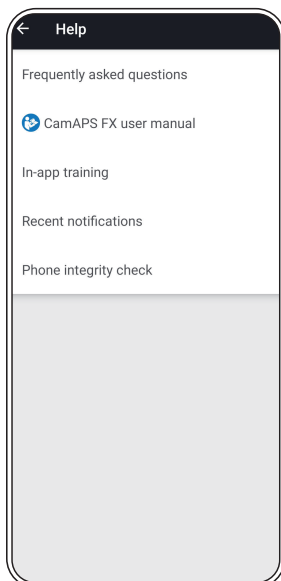 Help
Frequently asked questions
CamAPS FX user manual
In-app training
Recent notifications
Phone integrity check